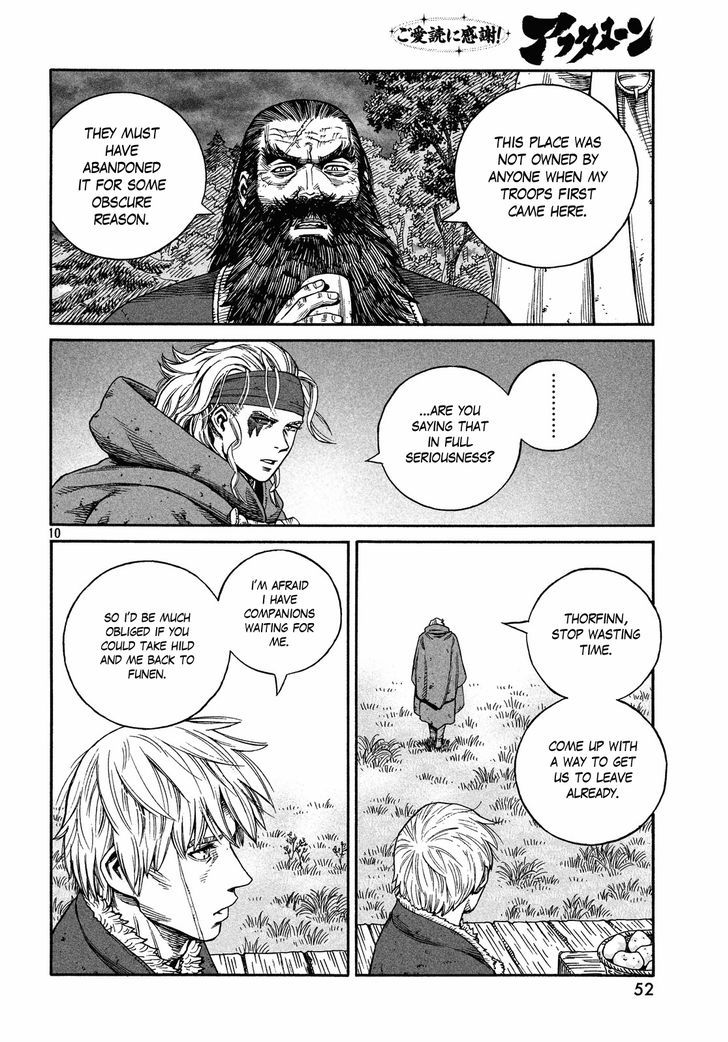 ご愛読に感謝!
アフタヌーン
THIS PLACE WAS
NOT OWNED BY
ANYONE WHEN MY
TROOPS FIRST
CAME HERE.
THEY MUST
HAVE
ABANDONED
IT FOR SOME
OBSCURE
REASON.
………
...ARE YOU
SAYING THAT
IN FULL
SERIOUSNESS?
10
THORFINN,
STOP WASTING
TIME.
COME UP WITH
A WAY TO GET
US TO LEAVE
ALREADY.
I'M AFRAID
I HAVE
COMPANIONS
WAITING FOR
ME.
SO I'D BE MUCH
OBLIGED IF YOU
COULD TAKE HILD
AND ME BACK TO
FUNEN.
52